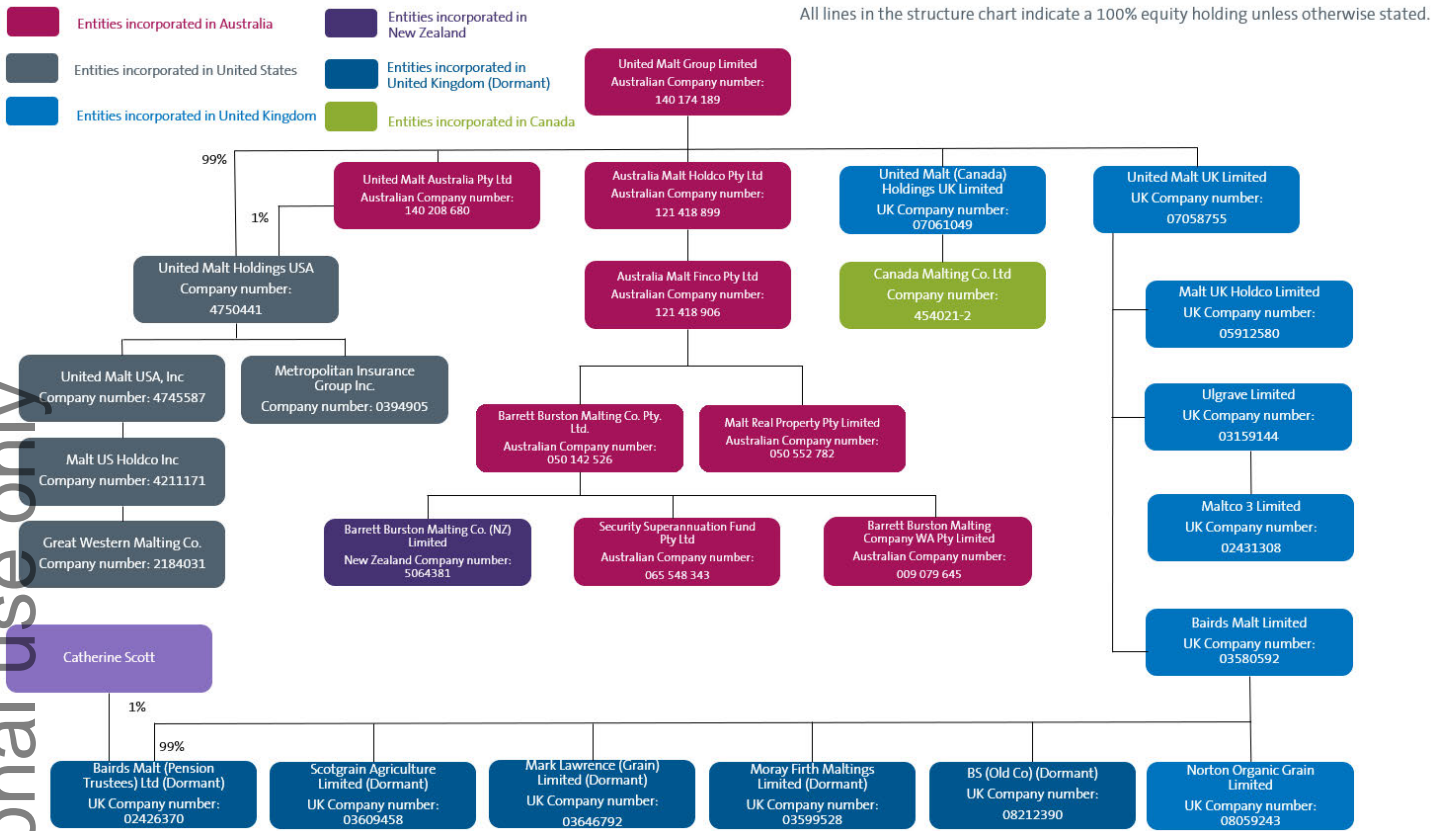 Entities incorporated in Australia
Entities incorporated in
New Zealand
All lines in the structure chart indicate a 100% equity holding unless otherwise stated.
Entities incorporated in United States
Entities incorporated in
United Kingdom (Dormant)
Entities incorporated in United Kingdom
Entities incorporated in Canada
United Malt Group Limited
Australian Company number:
140 174 189
99%
United Malt Australia Pty Ltd
Australian Company number:
140 208 680
Australia Malt Holdco Pty Ltd
Australian Company number:
121 418 899
United Malt (Canada)
Holdings UK Limited
UK Company number:
07061049
United Malt UK Limited
UK Company number:
07058755
1%
United Malt Holdings USA
Company number:
4750441
Australia Malt Finco Pty Ltd
Australian Company number:
121 418 906
Canada Malting Co. Ltd
Company number:
454021-2
Malt UK Holdco Limited
UK Company number:
05912580
United Malt USA, Inc
Company number: 4745587
Metropolitan Insurance
Group Inc.
Company number: 0394905
Barrett Burston Malting Co. Pty.
Ltd.
Australian Company number:
050 142 526
Malt Real Property Pty Limited
Australian Company number:
050 552 782
Ulgrave Limited
UK Company number:
03159144
Malt US Holdco Inc
Company number: 4211171
Maltco 3 Limited
UK Company number:
02431308
Great Western Malting Co.
Company number: 2184031
Barrett Burston Malting Co. (NZ)
Limited
New Zealand Company number:
5064381
Security Superannuation Fund
Pty Ltd
Australian Company number:
065 548 343
Barrett Burston Malting
Company WA Pty Limited
Australian Company number:
009 079 645
Bairds Malt Limited
UK Company number:
03580592
Catherine Scott
1%
99%
Bairds Malt (Pension
Trustees) Ltd (Dormant)
UK Company number:
02426370
Scotgrain Agriculture
Limited (Dormant)
UK Company number:
03609458
Mark Lawrence (Grain)
Limited (Dormant)
UK Company number:
03646792
Moray Firth Maltings
Limited (Dormant)
UK Company number:
03599528
BS (Old Co) (Dormant)
UK Company number:
08212390
Norton Organic Grain
Limited
UK Company number:
08059243
onal use only